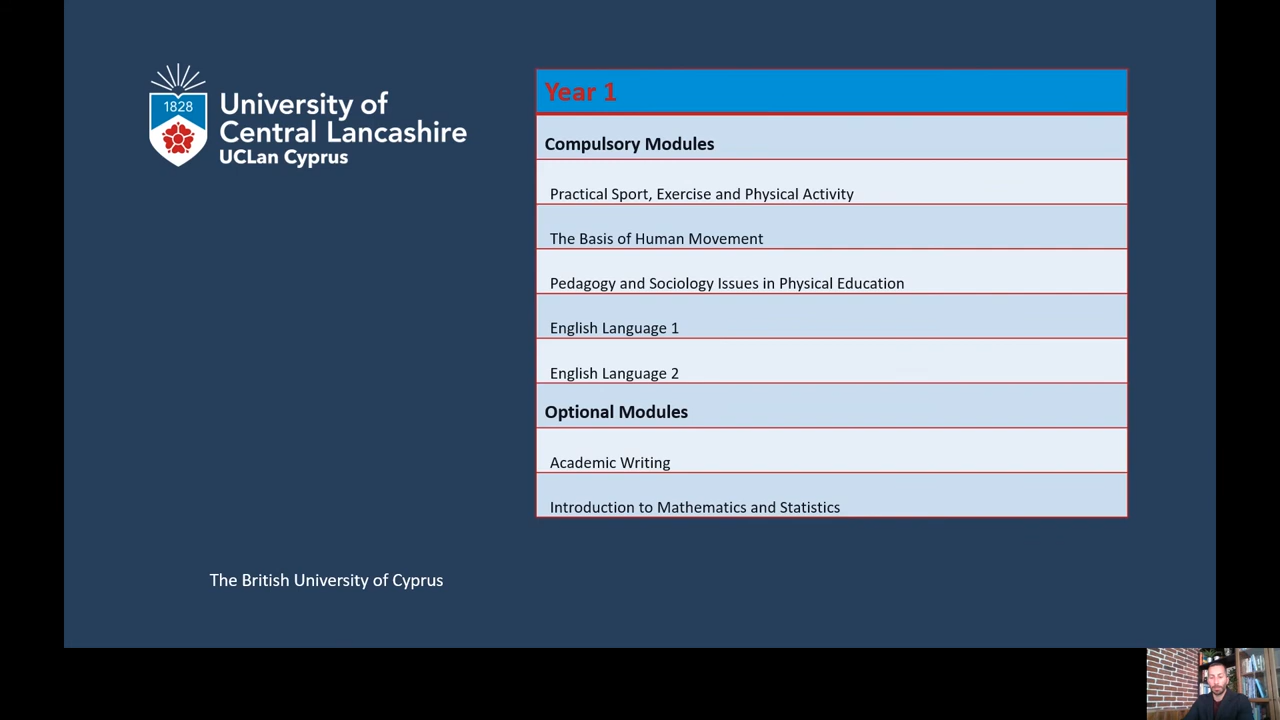 1828
University of
Central Lancashire
UCLan Cyprus
Year 1
Compulsory Modules
Practical Sport, Exercise and Physical Activity
The Basis of Human Movement
Pedagogy and Sociology Issues in Physical Education
English Language 1
English Language 2
Optional Modules
Academic Writing
Introduction to Mathematics and Statistics
The British University of Cyprus